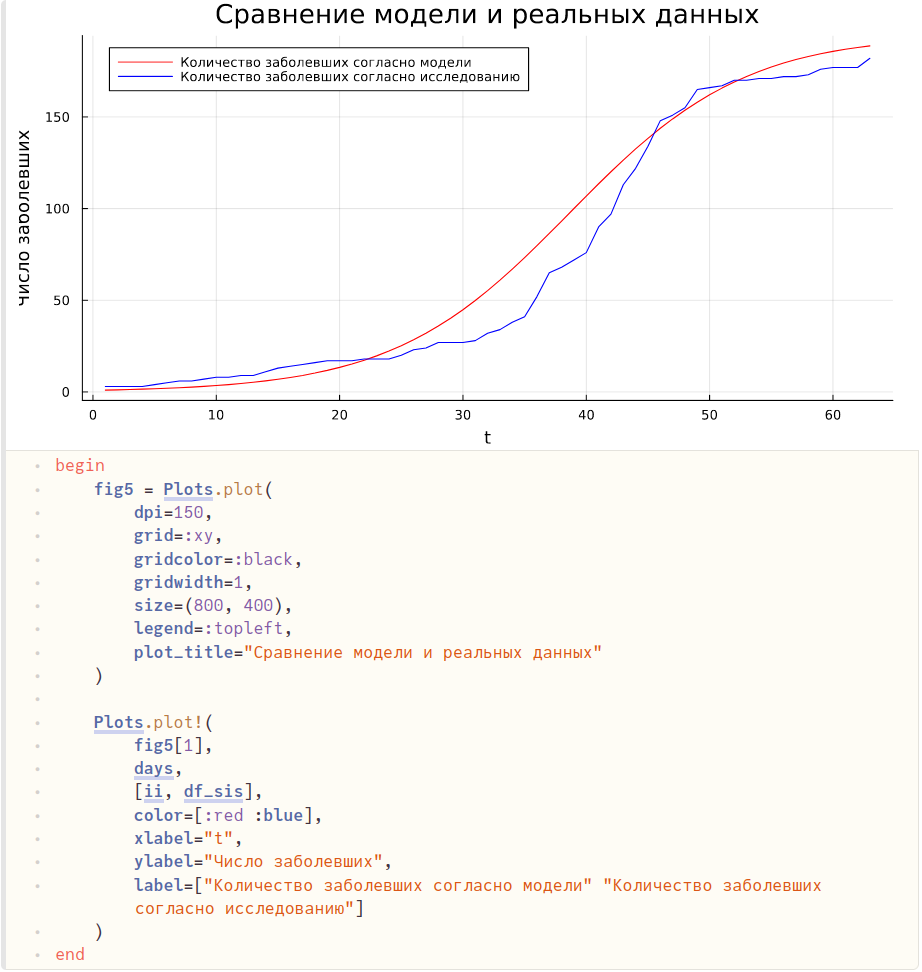 Сравнение модели и реальных данных
Количество заболевших согласно модели
Количество заболевших согласно исследованию
число заболевших
150
100
50
0
0 10 20 30 40 50 60
t
begin
fig5 = Plots.plot(
dpi=150,
grid=:xy,
gridcolor=:black,
gridwidth=1,
size=(800, 400),
legend=:topleft,
plot_title="Сравнение модели и реальных данных"
)
Plots.plot!(
fig5[1],
days,
[ii, df_sis],
color=[:red :blue],
xlabel="t",
ylabel="Число заболевших",
label=["Количество заболевших согласно модели" "Количество заболевших
согласно исследованию"]
)
end